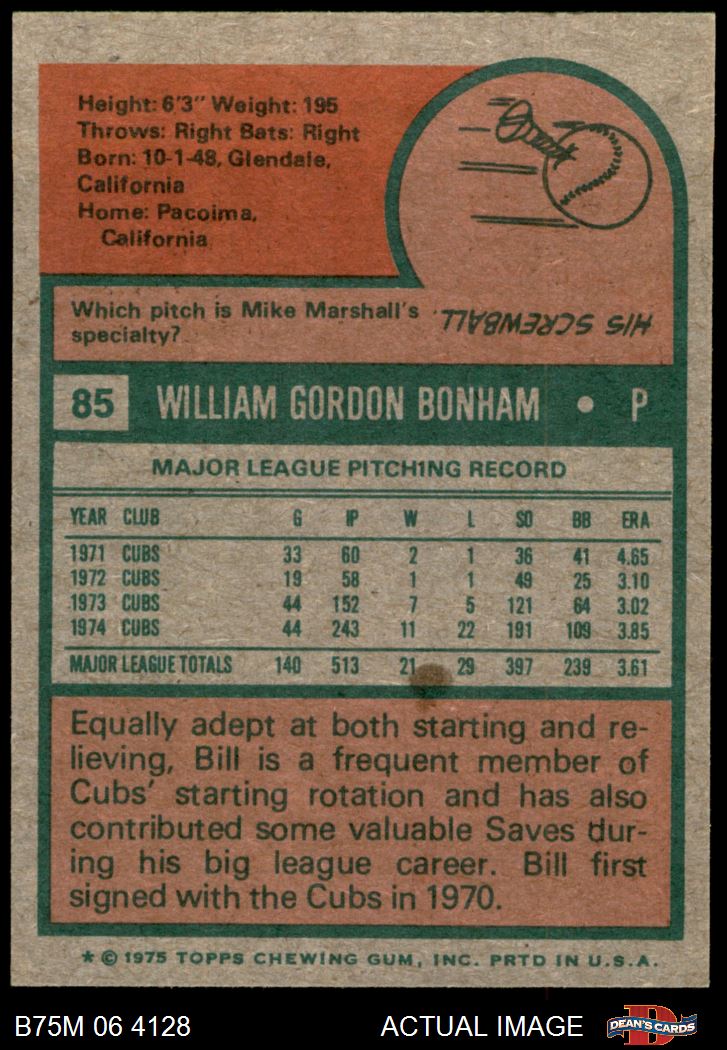 Height: 6'3" Weight: 195
Throws: Right Bats: Right
Born: 10-1-48, Glendale,
California
Home: Pacoima,
California
Which pitch is Mike Marshall's
specialty?
HIS SCREWBALL.
85 WILLIAM GORDON BONHAM • P
MAJOR LEAGUE PITCHING RECORD
YEAR CLUB G IP W L SO BB ERA
1971 CUBS 33 60 2 1 36 41 4.65
1972 CUBS 19 58 1 1 49 25 3.10
1973 CUBS 44 152 7 5 121 64 3.02
1974 CUBS 44 243 11 22 191 109 3.85
MAJOR LEAGUE TOTALS 140 513 21 29 397 239 3.61
Equally adept at both starting and re-
lieving, Bill is a frequent member of
Cubs' starting rotation and has also
contributed some valuable Saves dur-
ing his big league career. Bill first
signed with the Cubs in 1970.
* © 1975 TOPPS CHEWING GUM, INC. PRTD IN U.S.A.
B75M 06 4128 ACTUAL IMAGE DEAN'S CARDS